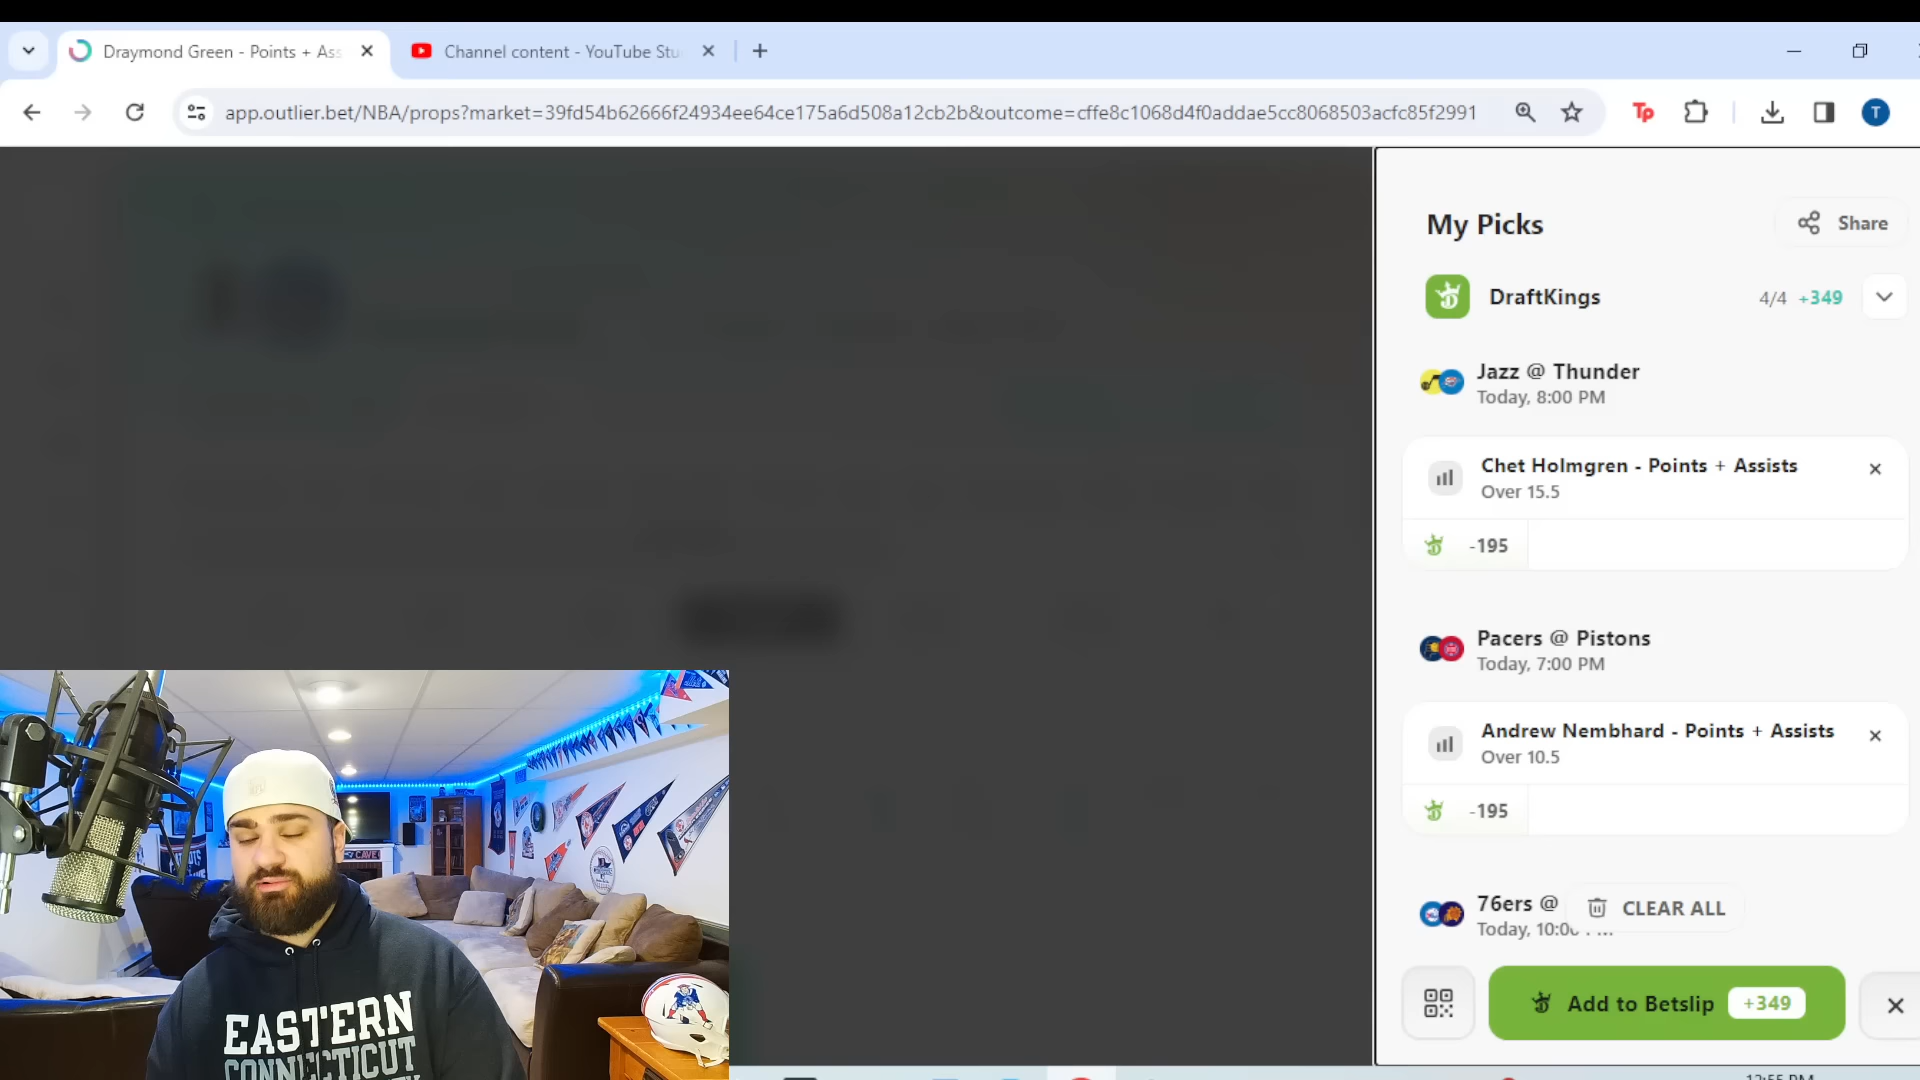 Draymond Green - Points + Ass
Channel content - YouTube Stu
app.outlier.bet/NBA/props?market=39fd54b62666f24934ee64ce175a6d508a12cb2b&outcome=cffe8c1068d4f0addae5cc8068503acfc85f2991
Tp
T
My Picks
Share
DraftKings
4/4 +349
Jazz @ Thunder
Today, 8:00 PM
Chet Holmgren - Points + Assists
Over 15.5
-195
Pacers @ Pistons
Today, 7:00 PM
Andrew Nembhard - Points + Assists
Over 10.5
-195
76ers @
CLEAR ALL
Add to Betslip +349
CAVE
EASTERN
CONNECTICUT